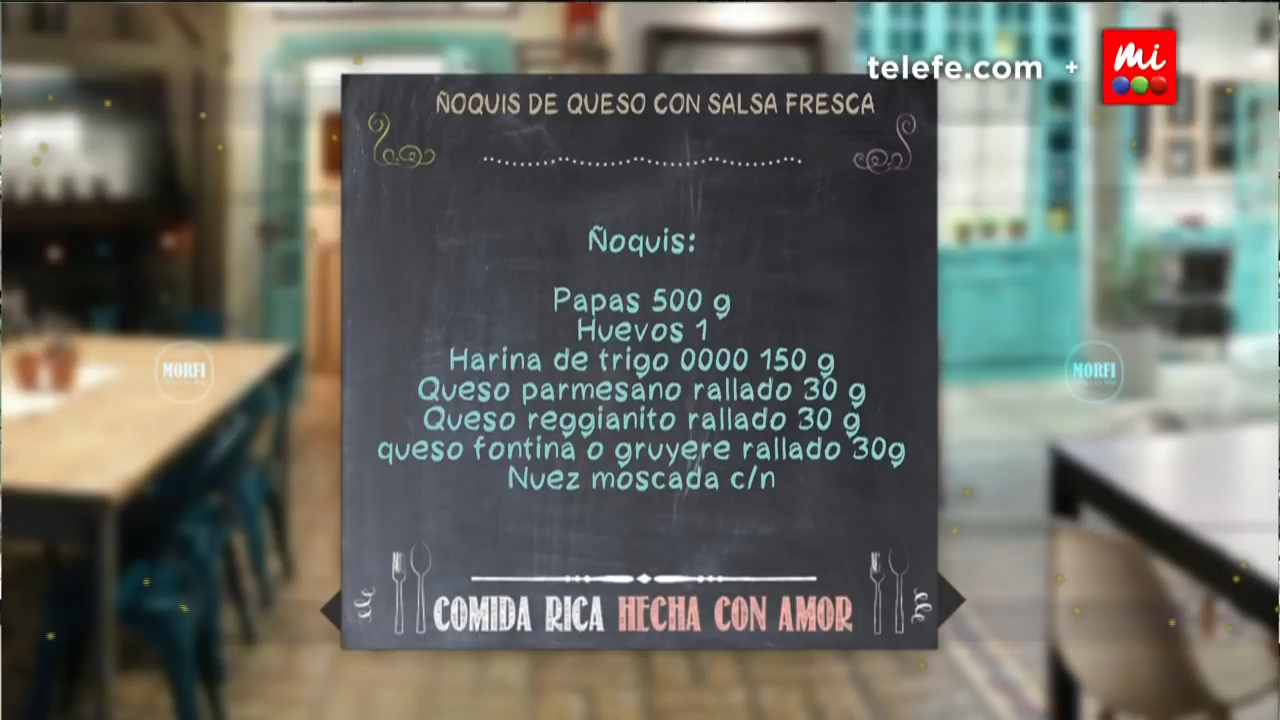 telefe.com +
mi
ÑOQUIS DE QUESO CON SALSA FRESCA
Ñoquis:
Papas 500 g
Huevos 1
Harina de trigo 0000 150 g
Queso parmesano rallado 30 g
Queso reggianito rallado 30 g
queso fontina o gruyere rallado 30g
Nuez moscada c/n
MORFI
MORFI
COMIDA RICA HECHA CON AMOR